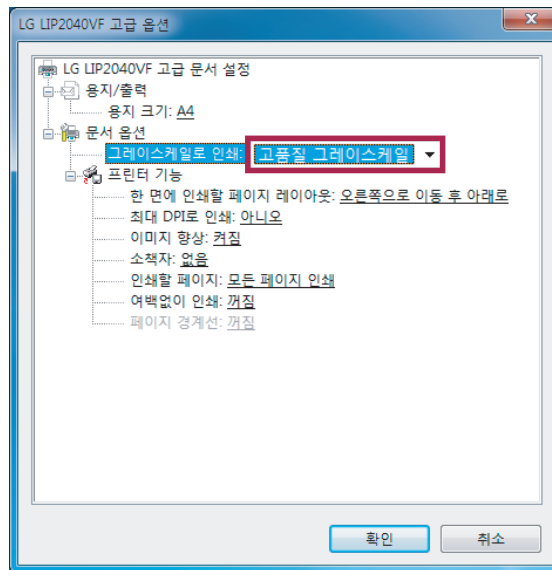 LG LIP2040VF 고급 옵션
LG LIP2040VF 고급 문서 설정
용지/출력
용지 크기: A4
문서 옵션
그레이스케일로 인쇄: 고품질 그레이스케일
프린터 기능
한 면에 인쇄할 페이지 레이아웃: 오른쪽으로 이동 후 아래로
최대 DPI로 인쇄: 아니오
이미지 향상: 켜짐
소책자: 없음
인쇄할 페이지: 모든 페이지 인쇄
여백없이 인쇄: 꺼짐
페이지 경계선: 꺼짐
확인 취소